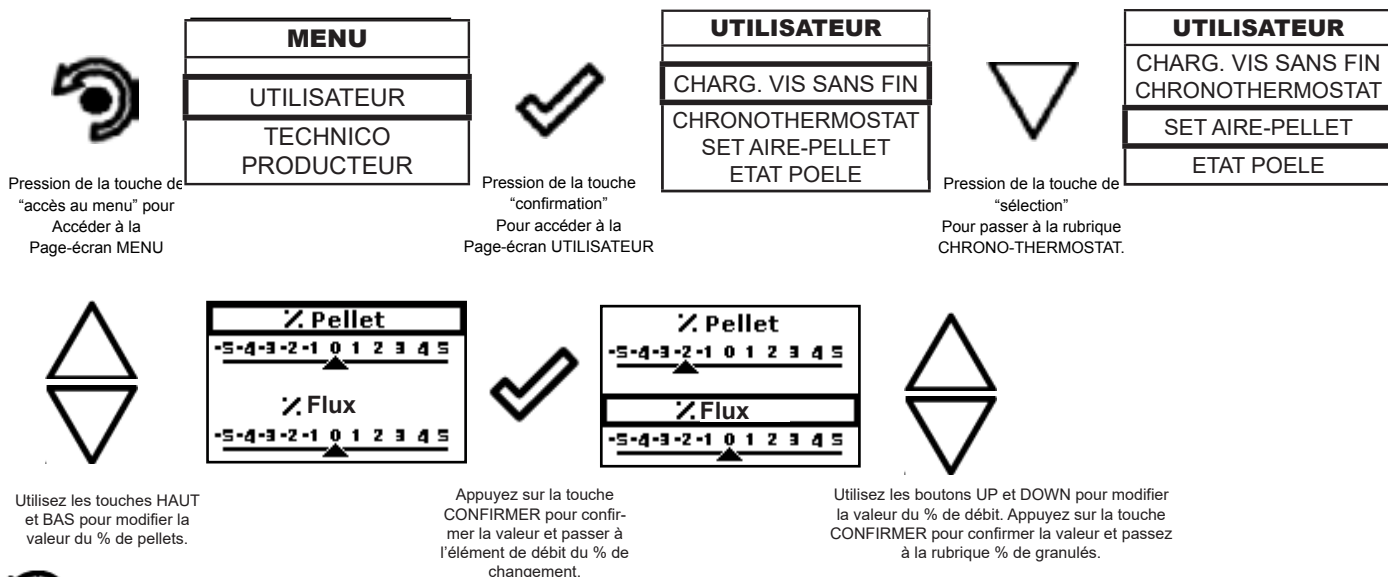 MENU
UTILISATEUR
TECHNICO
PRODUCTEUR
Pression de la touche de
“accès au menu” pour
Accéder à la
Page-écran MENU
Pression de la touche
“confirmation”
Pour accéder à la
Page-écran UTILISATEUR
UTILISATEUR
CHARG. VIS SANS FIN
CHRONOTHERMOSTAT
SET AIRE-PELLET
ETAT POELE
Pression de la touche de
“sélection”
Pour passer à la rubrique
CHRONO-THERMOSTAT.
UTILISATEUR
CHARG. VIS SANS FIN
CHRONOTHERMOSTAT
SET AIRE-PELLET
ETAT POELE
Utilisez les touches HAUT
et BAS pour modifier la
valeur du % de pellets.
% Pellet
-5-4-3-2-1 0 1 2 3 4 5
% Flux
-5-4-3-2-1 0 1 2 3 4 5
Appuyez sur la touche
CONFIRMER pour confir-
mer la valeur et passer à
l’élément de débit du % de
changement.
% Pellet
-5-4-3-2-1 0 1 2 3 4 5
% Flux
-5-4-3-2-1 0 1 2 3 4 5
Utilisez les boutons UP et DOWN pour modifier
la valeur du % de débit. Appuyez sur la touche
CONFIRMER pour confirmer la valeur et passez
à la rubrique % de granulés.